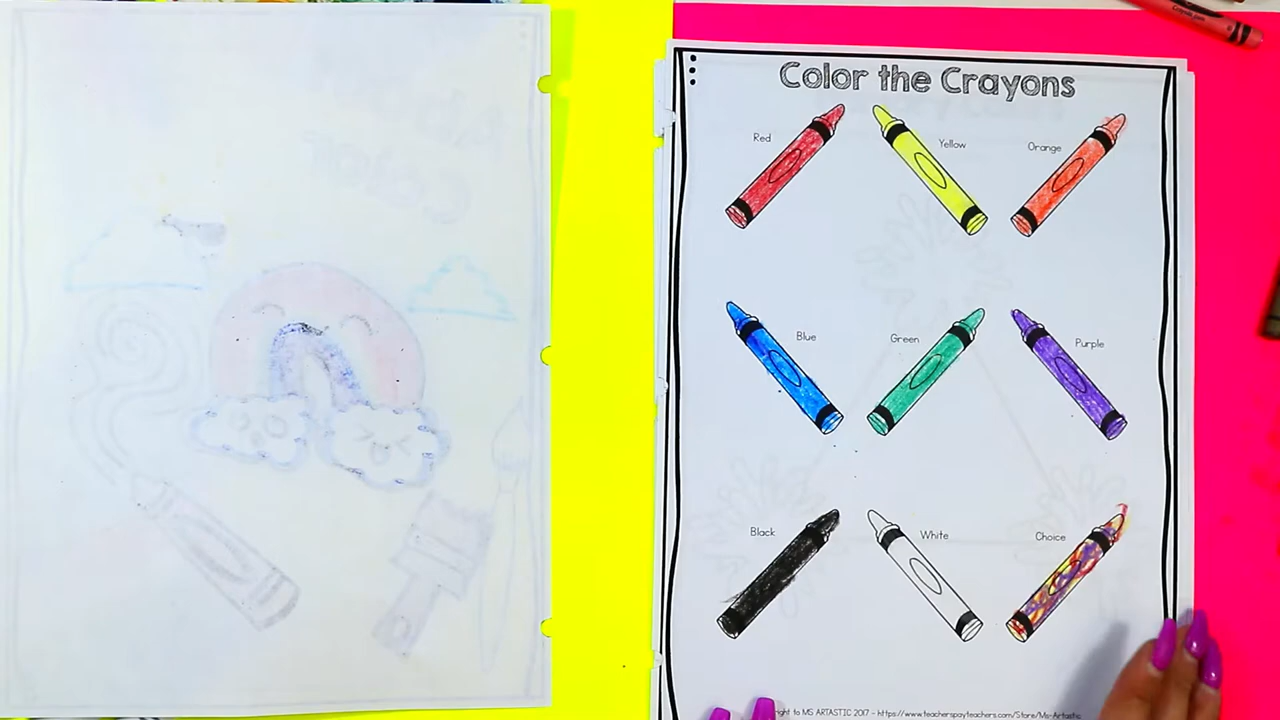 Color the Crayons
Red
Yellow
Orange
Blue
Green
Purple
Black
White
Choice
to MS ARTASTIC 2017 - https://www.teacherspayteachers.com/Store/Ms-Artastic